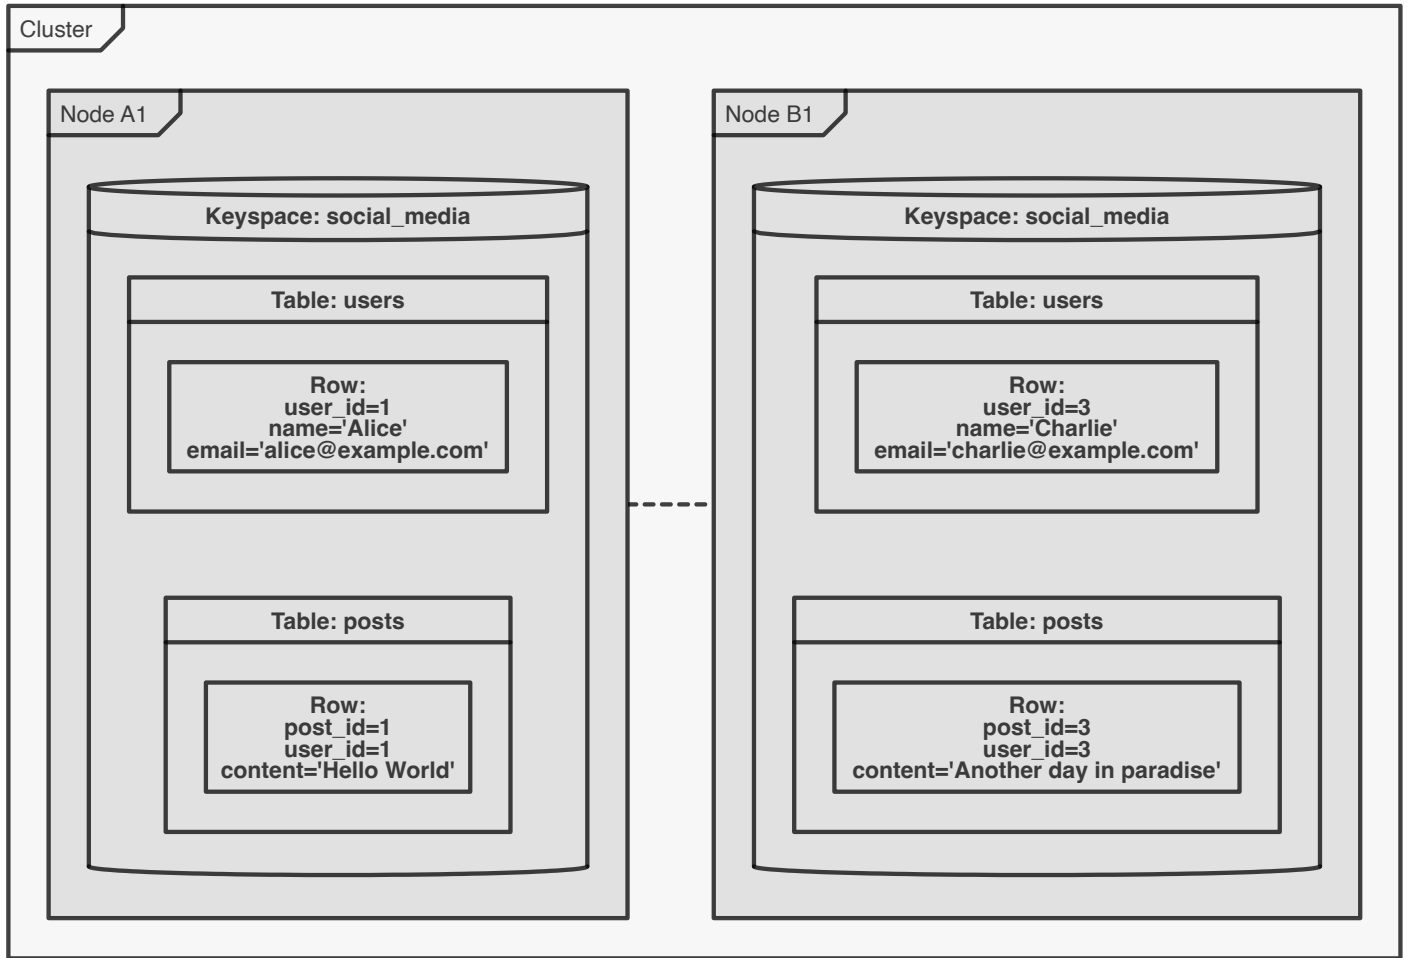 Cluster
Node A1
Keyspace: social_media
Table: users
Row:
user_id=1
name='Alice'
email='alice@example.com'
Table: posts
Row:
post_id=1
user_id=1
content='Hello World'
Node B1
Keyspace: social_media
Table: users
Row:
user_id=3
name='Charlie'
email='charlie@example.com'
Table: posts
Row:
post_id=3
user_id=3
content='Another day in paradise'